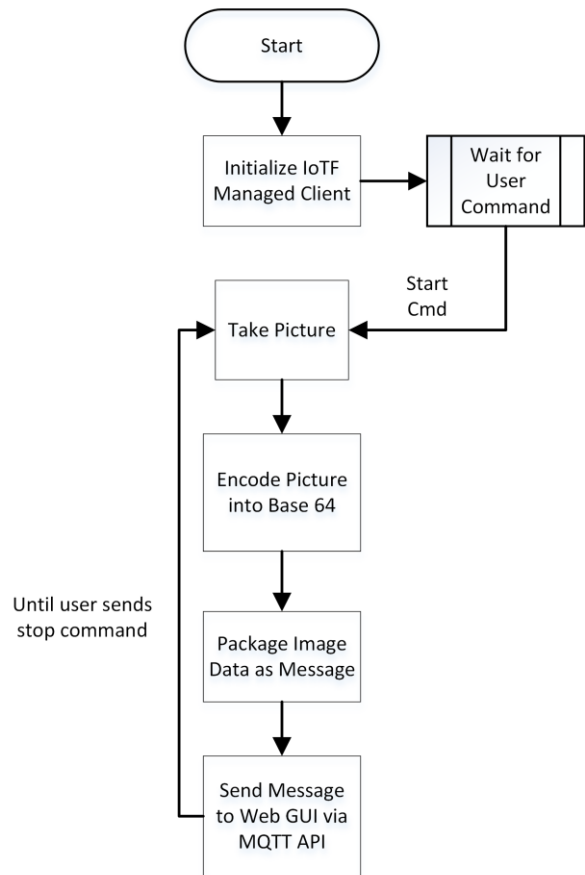 Start
Initialize IoTF
Managed Client
Wait for
User
Command
Start
Cmd
Take Picture
Encode Picture
into Base 64
Until user sends
stop command
Package Image
Data as Message
Send Message
to Web GUI via
MQTT API